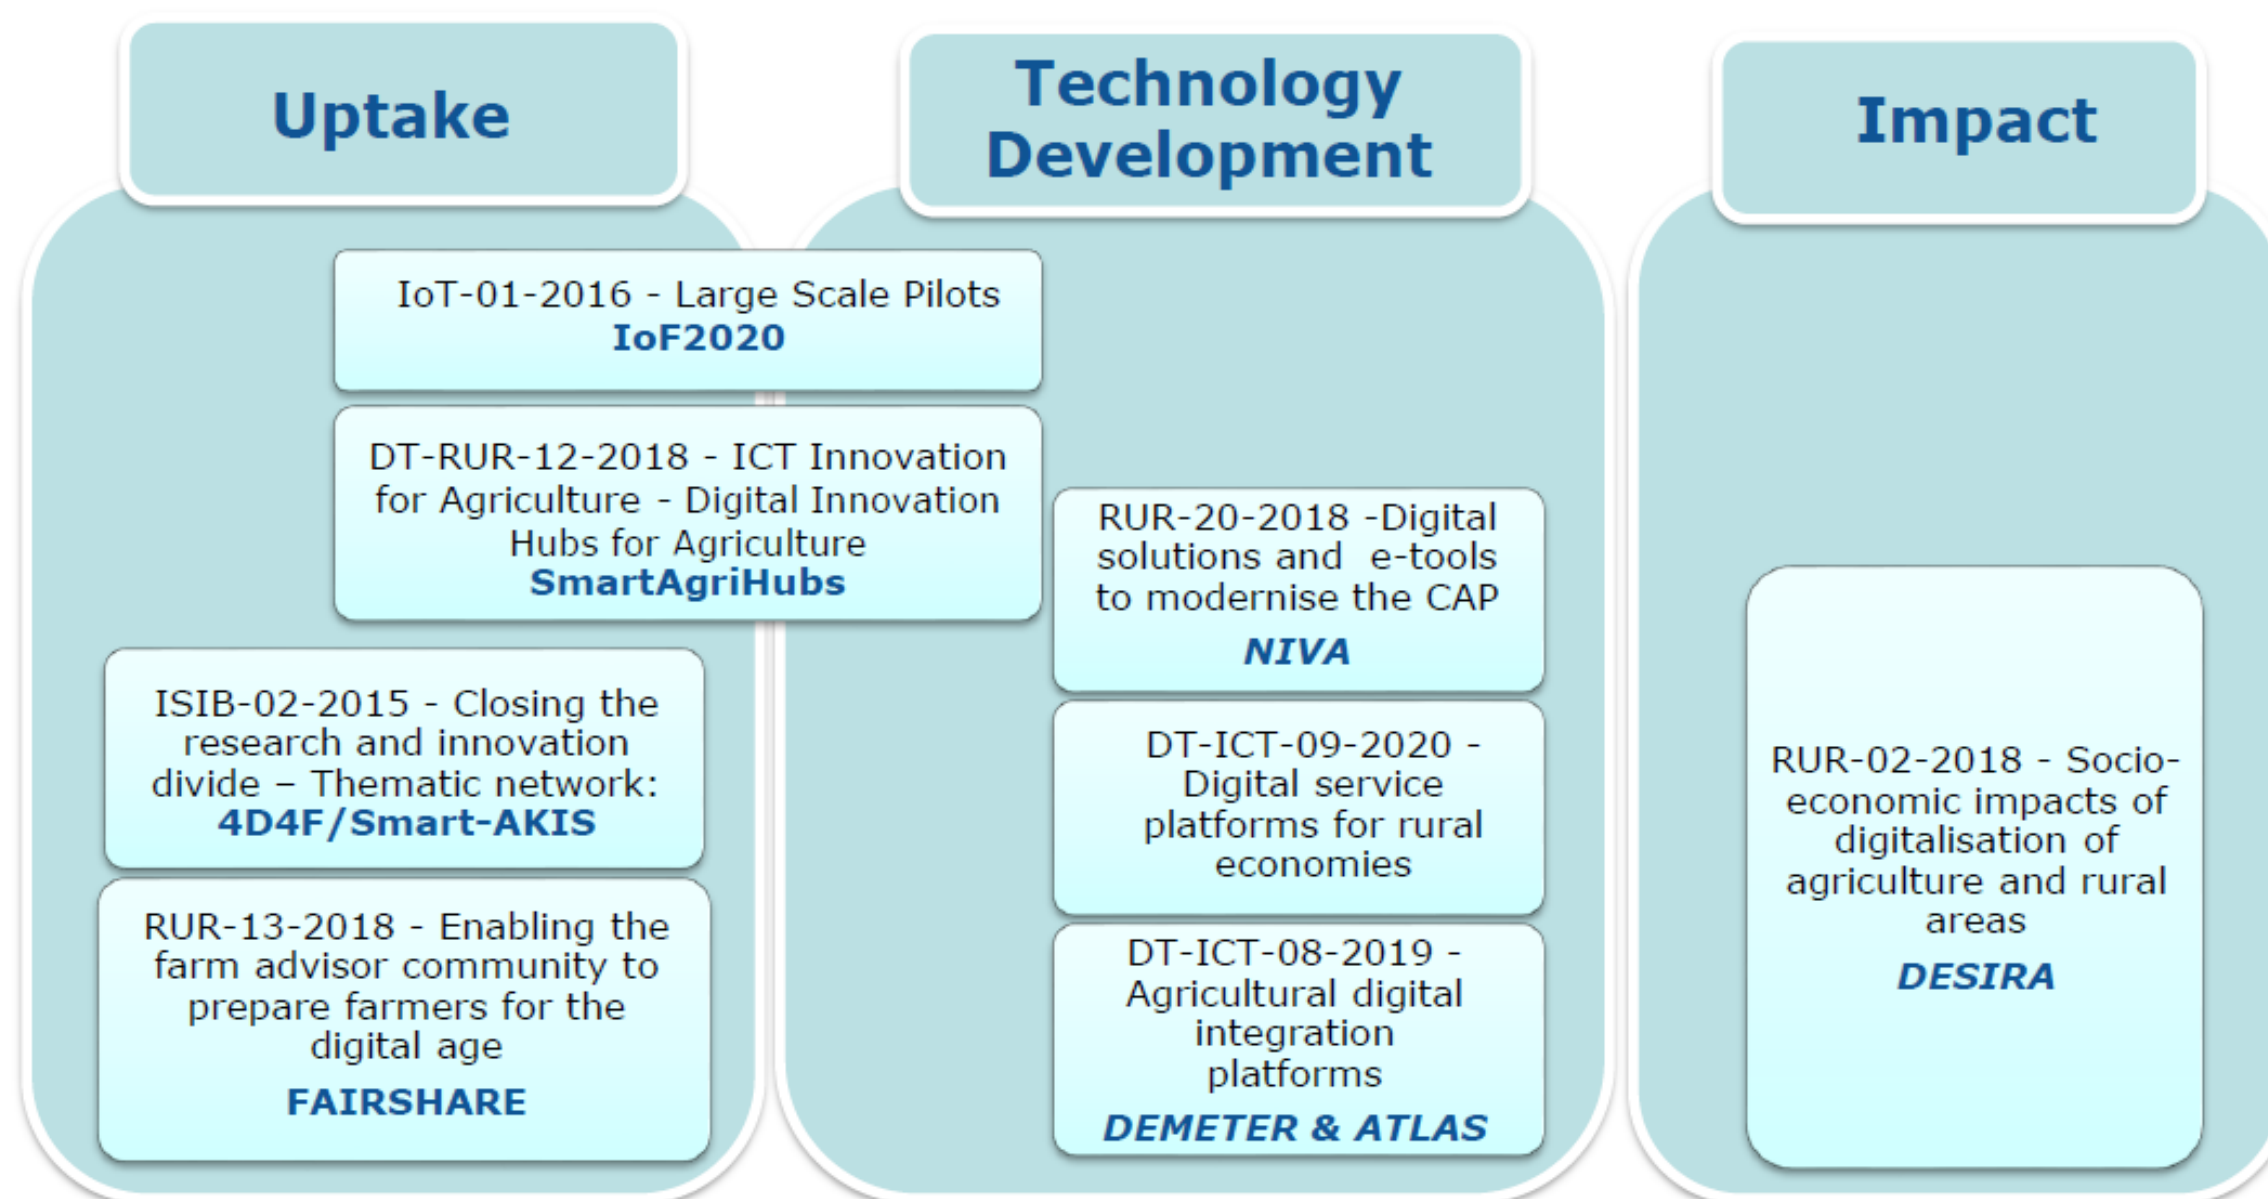 Uptake
IoT-01-2016 - Large Scale Pilots
IoF2020
DT-RUR-12-2018 - ICT Innovation
for Agriculture - Digital Innovation
Hubs for Agriculture
SmartAgriHubs
ISIB-02-2015 - Closing the
research and innovation
divide – Thematic network:
4D4F/Smart-AKIS
RUR-13-2018 - Enabling the
farm advisor community to
prepare farmers for the
digital age
FAIRSHARE
Technology
Development
RUR-20-2018 -Digital
solutions and e-tools
to modernise the CAP
NIVA
DT-ICT-09-2020 -
Digital service
platforms for rural
economies
DT-ICT-08-2019 -
Agricultural digital
integration
platforms
DEMETER & ATLAS
Impact
RUR-02-2018 - Socio-
economic impacts of
digitalisation of
agriculture and rural
areas
DESIRA